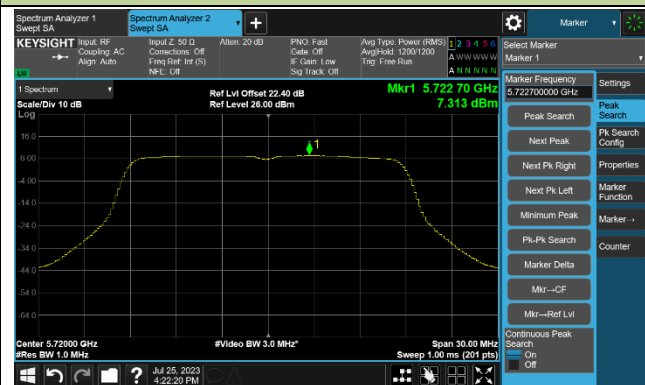 Spectrum Analyzer 1
Swept SA
Spectrum Analyzer 2
Swept SA
+
Marker
KEYSIGHT
Input: RF
Coupling: AC
Align: Auto
Input Z: 50 Ω
Corrections: Off
Freq Ref: Int (S)
NFE: Off
Atten: 20 dB
PNO: Fast
Gate: Off
IF Gain: Low
Sig Track: Off
Avg Type: Power (RMS)
Avg|Hold: 1200/1200
Trig: Free Run
1 2 3 4 5 6
A W W W W W
A N N N N N
LXI
Select Marker
Marker 1
1 Spectrum
Scale/Div 10 dB
Log
Ref Lvl Offset 22.40 dB
Ref Level 26.00 dBm
Mkr1 5.722 70 GHz
7.313 dBm
16.0
6.00
-4.00
-14.0
-24.0
-34.0
-44.0
-54.0
-64.0
1
Center 5.72000 GHz
#Res BW 1.0 MHz
#Video BW 3.0 MHz*
Span 30.00 MHz
Sweep 1.00 ms (201 pts)
Marker Frequency
5.722700000 GHz
Peak Search
Next Peak
Next Pk Right
Next Pk Left
Minimum Peak
Pk-Pk Search
Marker Delta
Mkr→CF
Mkr→Ref Lvl
Continuous Peak
Search
On
Off
Settings
Peak
Search
Pk Search
Config
Properties
Marker
Function
Marker→
Counter
?
Jul 25, 2023
4:22:20 PM